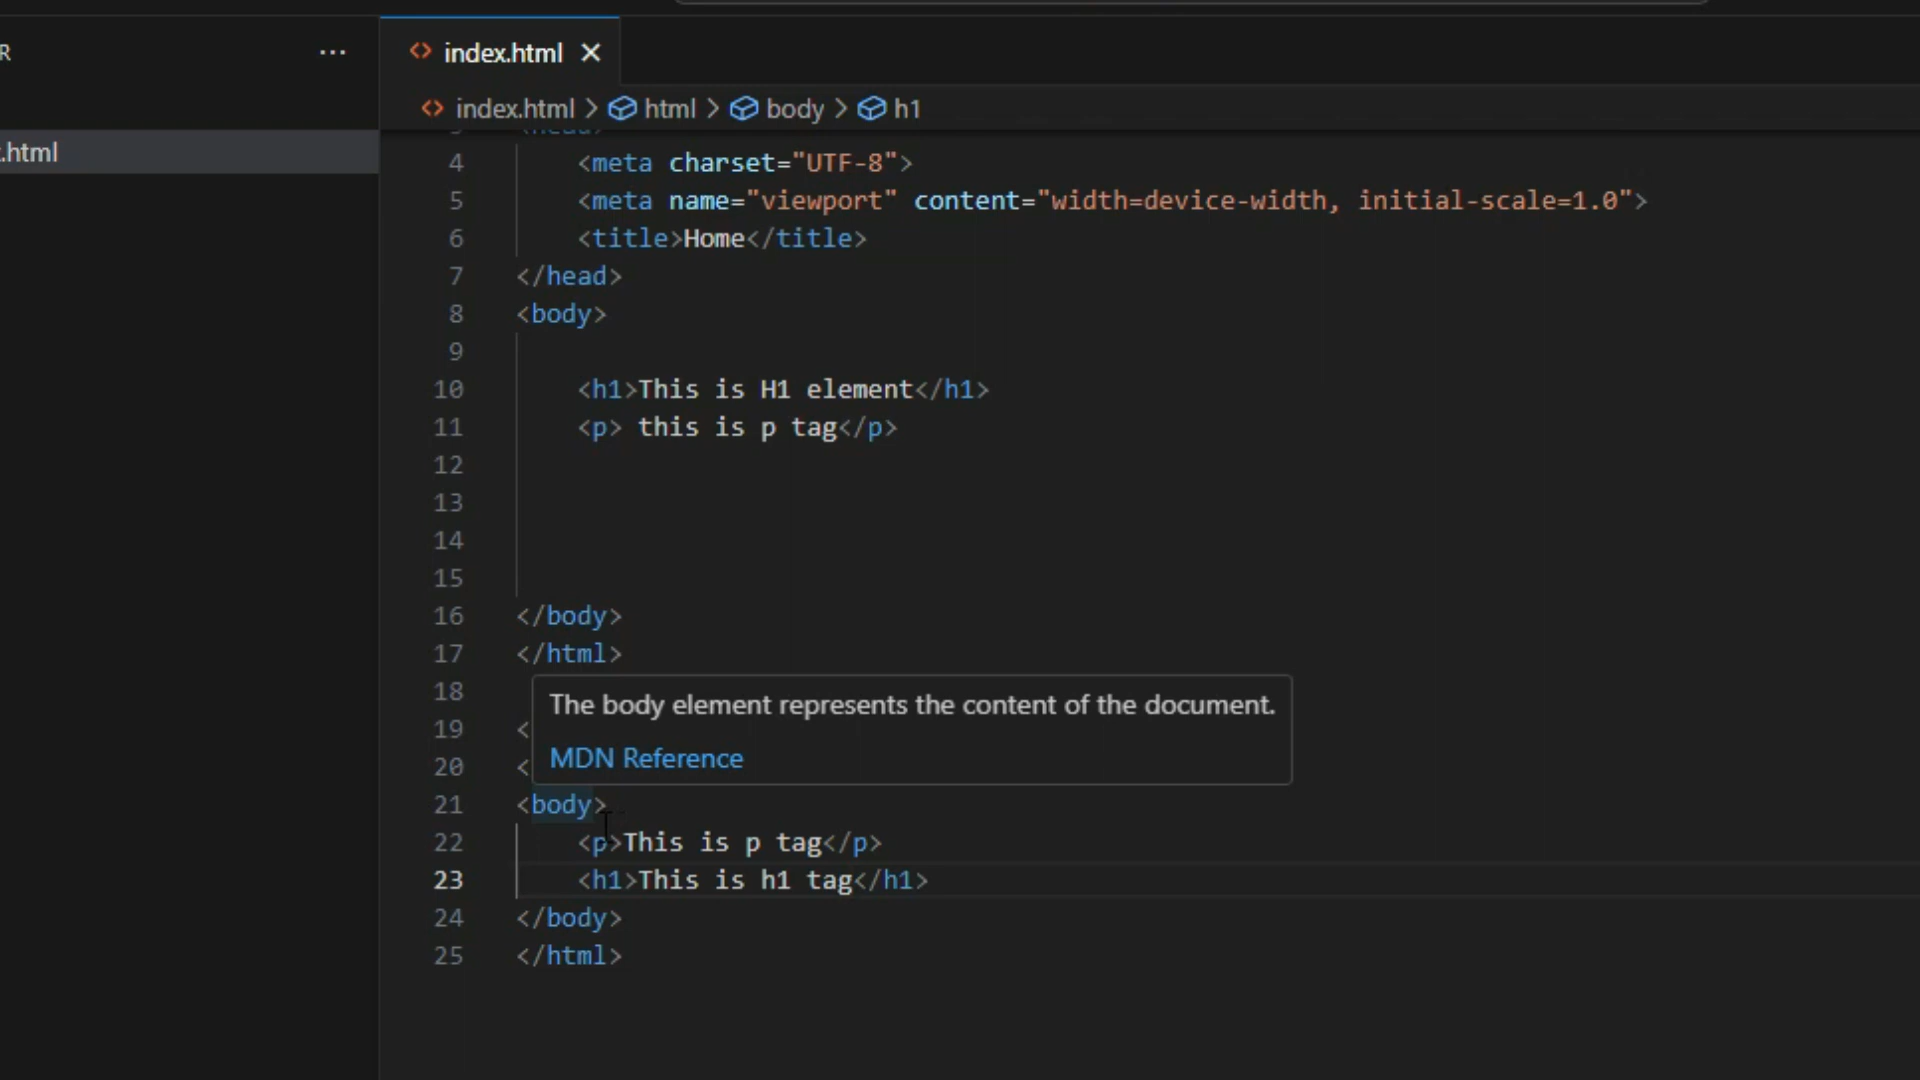 R
...
index.html
index.html > html > body > h1
4 <meta charset="UTF-8">
5 <meta name="viewport" content="width=device-width, initial-scale=1.0">
6 <title>Home</title>
7 </head>
8 <body>
9
10 <h1>This is H1 element</h1>
11 <p> this is p tag</p>
12
13
14
15
16 </body>
17 </html>
18
The body element represents the content of the document.
19 <
MDN Reference
20 <
21 <body>
22 <p>This is p tag</p>
23 <h1>This is h1 tag</h1>
24 </body>
25 </html>
.html